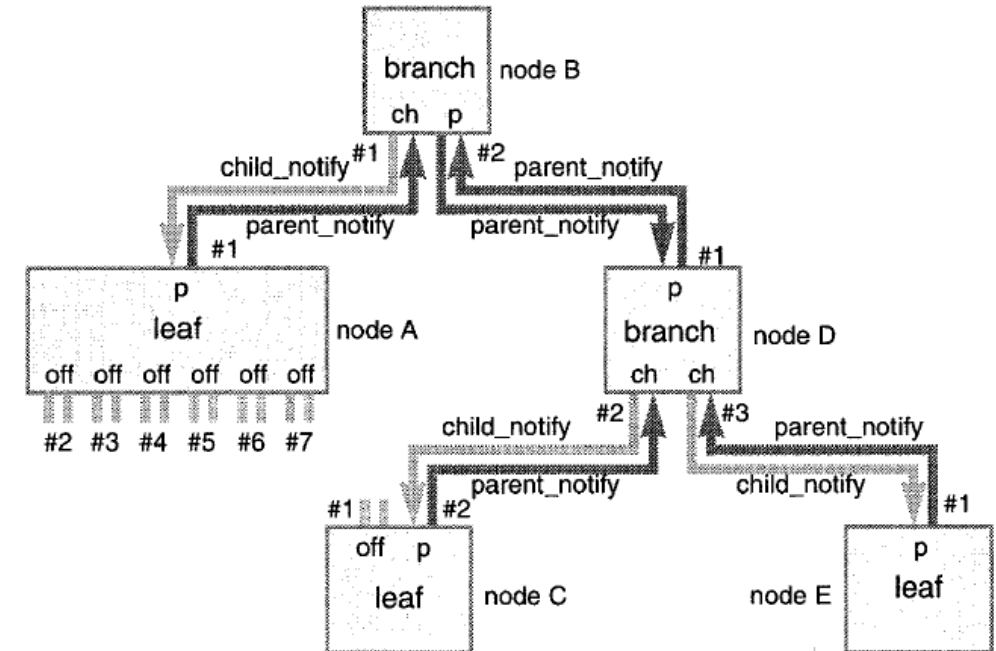 branch node B
ch p
#1 #2
child_notify parent_notify
parent_notify parent_notify
#1 #1
p p
leaf node A branch node D
off off off off off off ch ch
#2 #3 #4 #5 #6 #7 #2 #3
child_notify parent_notify
parent_notify child_notify
#1 #2 #1
off p p
leaf node C node E leaf